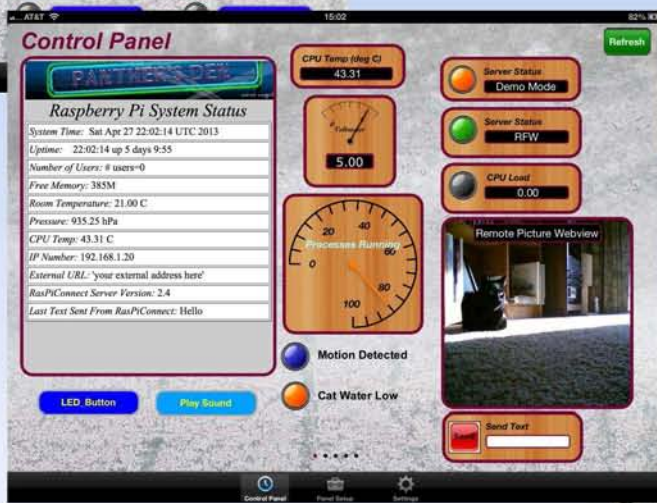 AT&T
15:02
82%
Control Panel
Refresh
PANTHER'S DEN
Raspberry Pi System Status
System Time: Sat Apr 27 22:02:14 UTC 2013
Uptime: 22:02:14 up 5 days 9:55
Number of Users: # users=0
Free Memory: 385M
Room Temperature: 21.00 C
Pressure: 935.25 hPa
CPU Temp: 43.31 C
IP Number: 192.168.1.20
External URL: 'your external address here'
RasPiConnect Server Version: 2.4
Last Text Sent From RasPiConnect: Hello
LED_Button
Play Sound
CPU Temp (deg C)
43.31
Voltmeter
5.00
Processes Running
0
20
40
60
80
100
Motion Detected
Cat Water Low
Server Status
Demo Mode
Server Status
RFW
CPU Load
0.00
Remote Picture Webview
Send Text
Send
Control Panel
Panel Setup
Settings